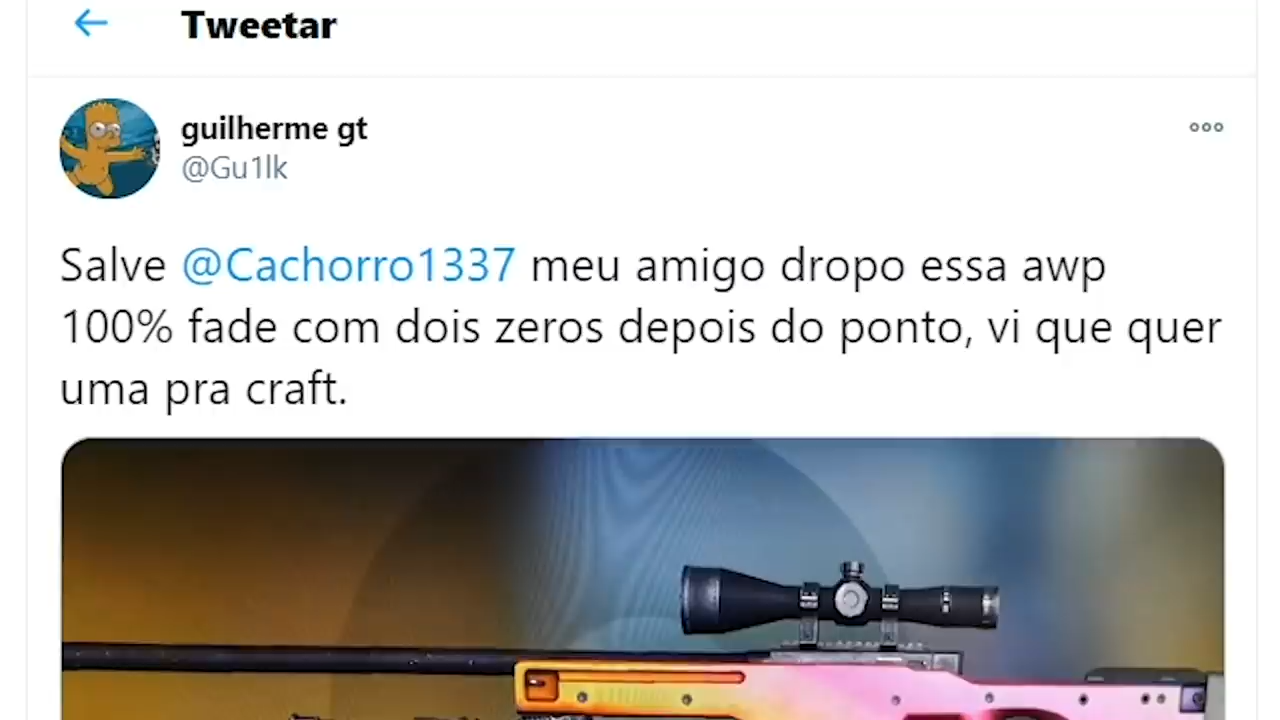 Tweetar
guilherme gt
@Gu1lk
Salve @Cachorro1337 meu amigo dropo essa awp
100% fade com dois zeros depois do ponto, vi que quer
uma pra craft.